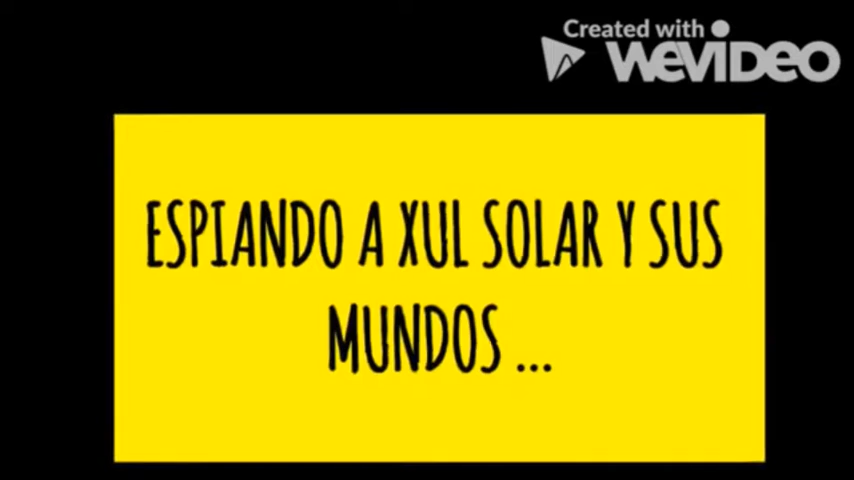 Created with
WEVIDEO
ESPIANDO A XUL SOLAR Y SUS
MUNDOS ...